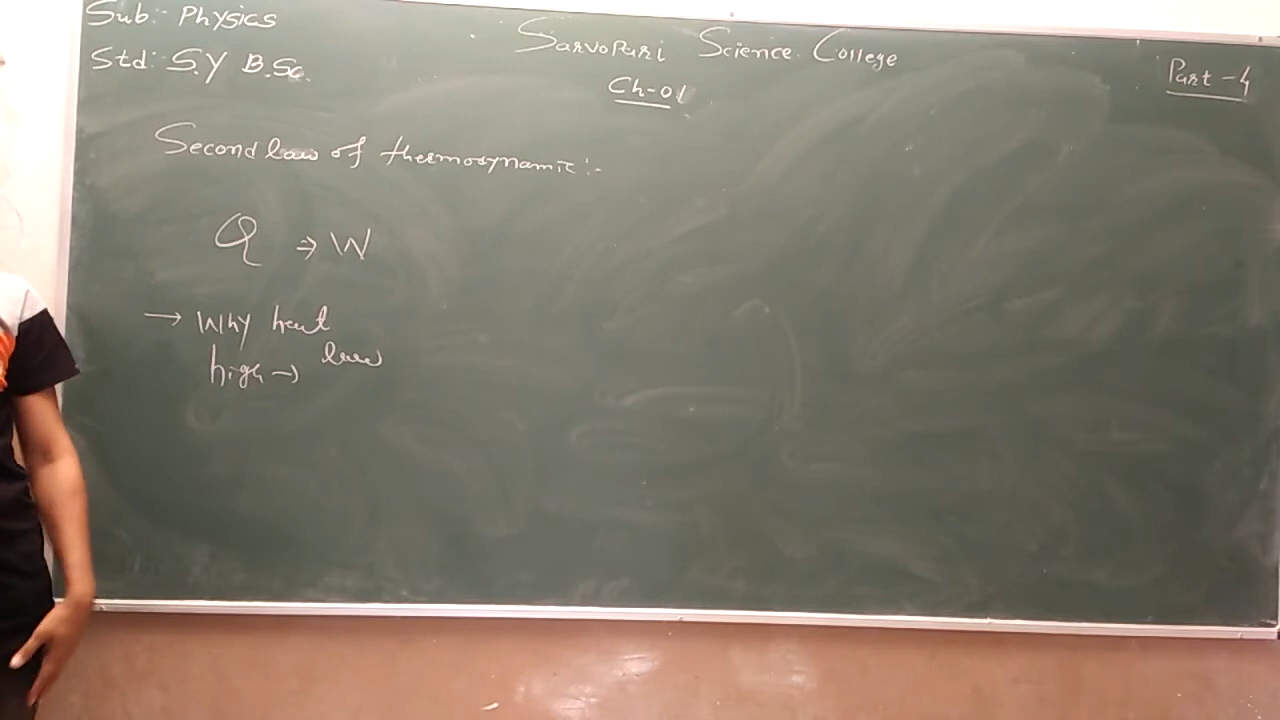 Sub:- Physics
Std:- S.Y B.Sc.
Sarvopari Science College
Ch-01
Part-4
Second law of thermodynamic:-
Q ⇒ W
→ Why heat
high → low